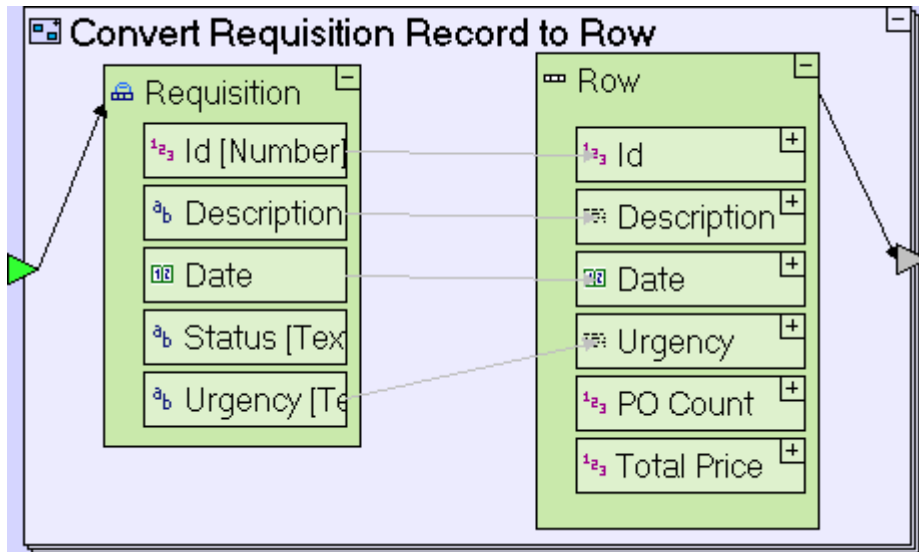 Convert Requisition Record to Row
Requisition
Id [Number]
Description
Date
Status [Tex
Urgency [Te
Row
Id
Description
Date
Urgency
PO Count
Total Price